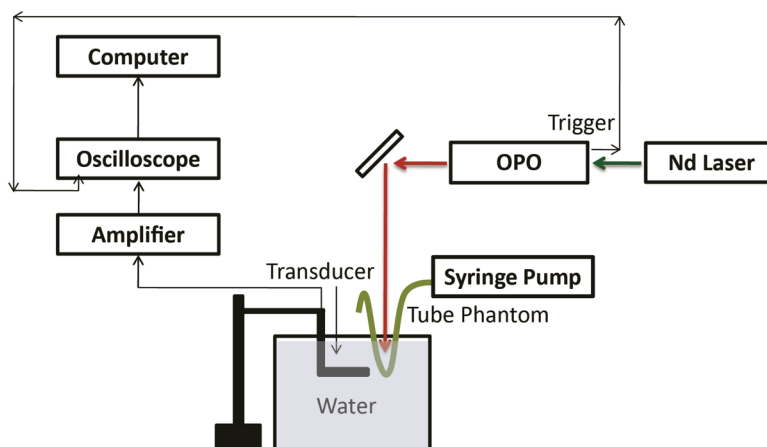 Computer
Trigger
Oscilloscope
OPO
Nd Laser
Amplifier
Transducer
Syringe Pump
Tube Phantom
Water